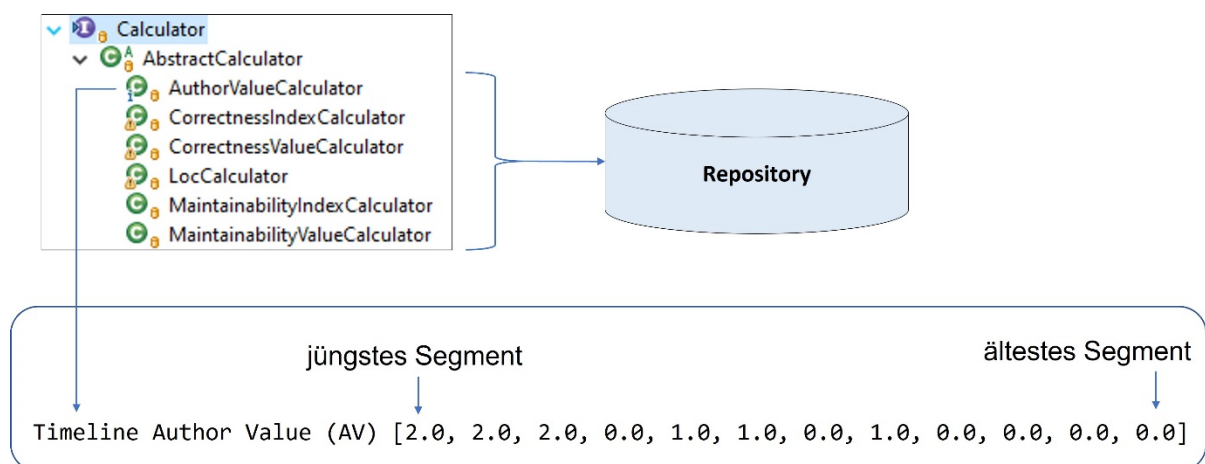 Calculator
AbstractCalculator
AuthorValueCalculator
CorrectnessIndexCalculator
CorrectnessValueCalculator
LocCalculator
MaintainabilityIndexCalculator
MaintainabilityValueCalculator
Repository
jüngstes Segment
ältestes Segment
Timeline Author Value (AV) [2.0, 2.0, 2.0, 0.0, 1.0, 1.0, 0.0, 1.0, 0.0, 0.0, 0.0, 0.0]